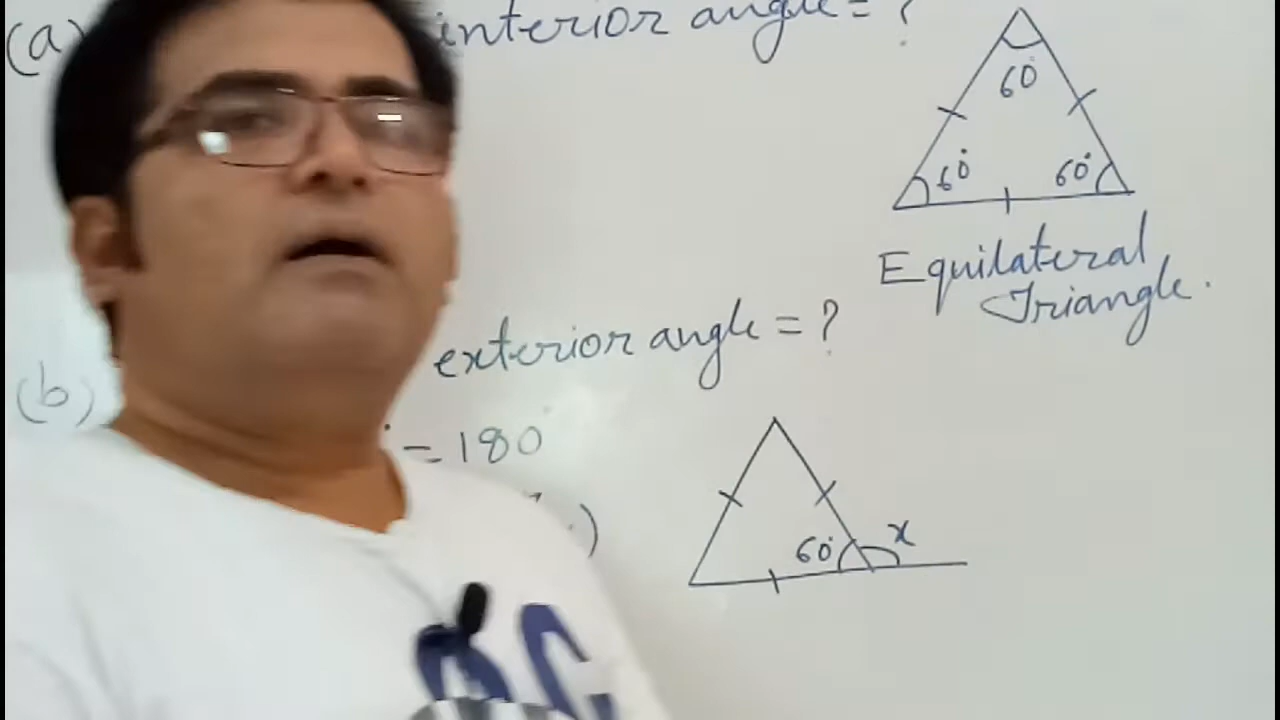 (a) interior angle = ?
60°
60° 60°
Equilateral
Triangle.
(b) exterior angle = ?
= 180°
)
60° x